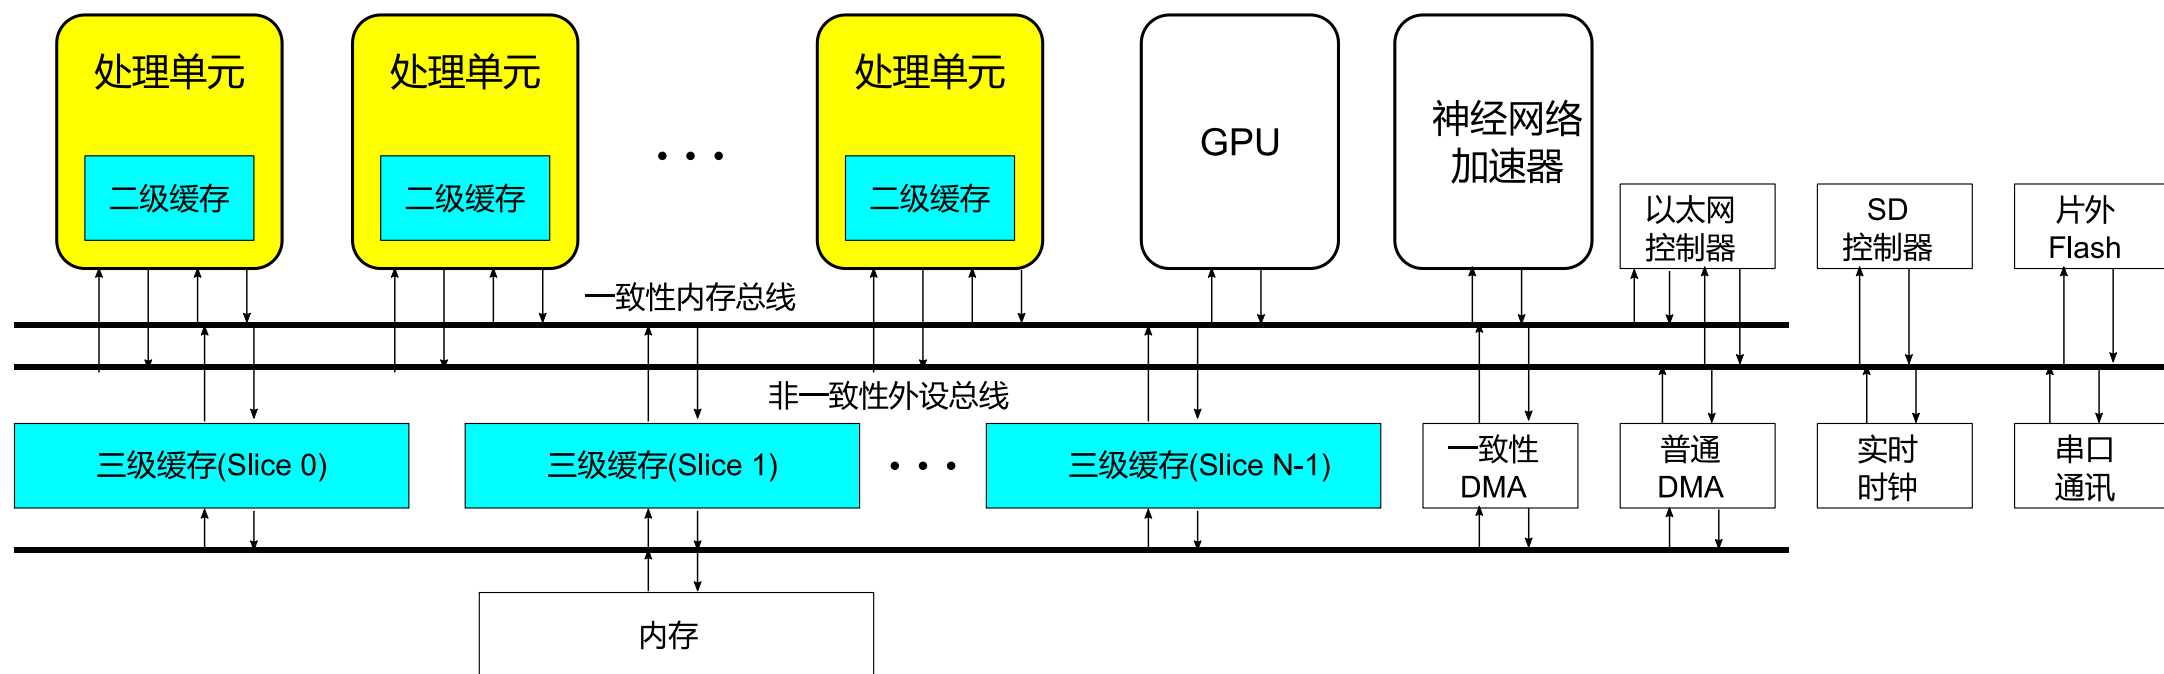 处理单元
二级缓存
处理单元
二级缓存
• • •
处理单元
二级缓存
GPU
神经网络
加速器
以太网
控制器
SD
控制器
片外
Flash
一致性内存总线
非一致性外设总线
三级缓存(Slice 0)
三级缓存(Slice 1)
• • •
三级缓存(Slice N-1)
一致性
DMA
普通
DMA
实时
时钟
串口
通讯
内存